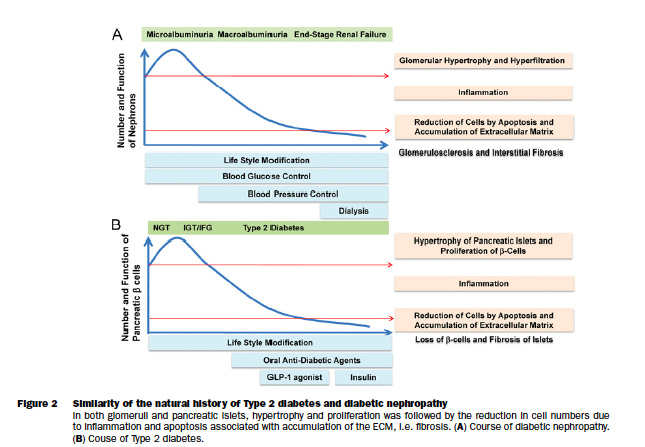 A
Microalbuminuria Macroalbuminuria End-Stage Renal Failure
Number and Function
of Nephrons
Glomerular Hypertrophy and Hyperfiltration
Inflammation
Reduction of Cells by Apoptosis and
Accumulation of Extracellular Matrix
Glomerulosclerosis and Interstitial Fibrosis
Life Style Modification
Blood Glucose Control
Blood Pressure Control
Dialysis
B
NGT IGT/IFG Type 2 Diabetes
Number and Function of
Pancreatic β cells
Hypertrophy of Pancreatic Islets and
Proliferation of β-Cells
Inflammation
Reduction of Cells by Apoptosis and
Accumulation of Extracellular Matrix
Loss of β-cells and Fibrosis of Islets
Life Style Modification
Oral Anti-Diabetic Agents
GLP-1 agonist Insulin
Figure 2 Similarity of the natural history of Type 2 diabetes and diabetic nephropathy
In both glomeruli and pancreatic islets, hypertrophy and proliferation was followed by the reduction in cell numbers due
to inflammation and apoptosis associated with accumulation of the ECM, i.e. fibrosis. (A) Course of diabetic nephropathy.
(B) Couse of Type 2 diabetes.